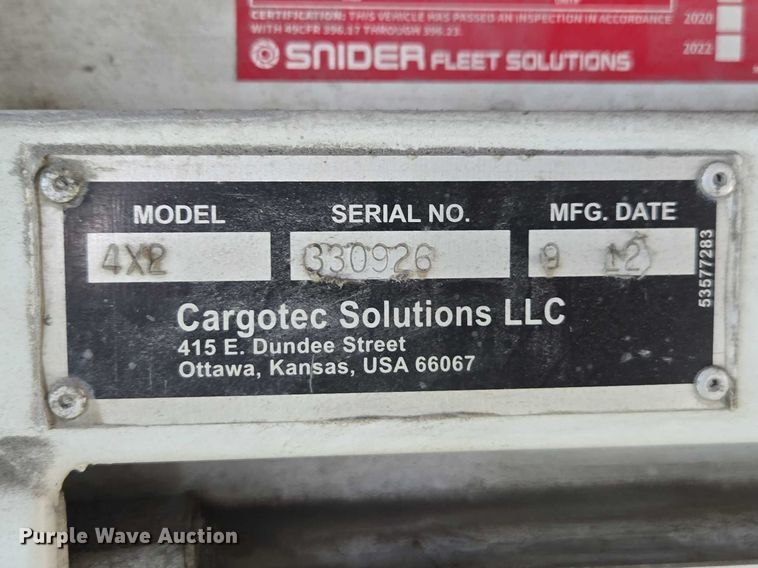 CERTIFICATION: THIS VEHICLE HAS PASSED AN INSPECTION IN ACCORDANCE
WITH 49CFR 396.17 THROUGH 396.23.
2020
2022
SNIDER FLEET SOLUTIONS
MODEL SERIAL NO. MFG. DATE
4X2 330926 9 12
53577283
Cargotec Solutions LLC
415 E. Dundee Street
Ottawa, Kansas, USA 66067
Purple Wave Auction